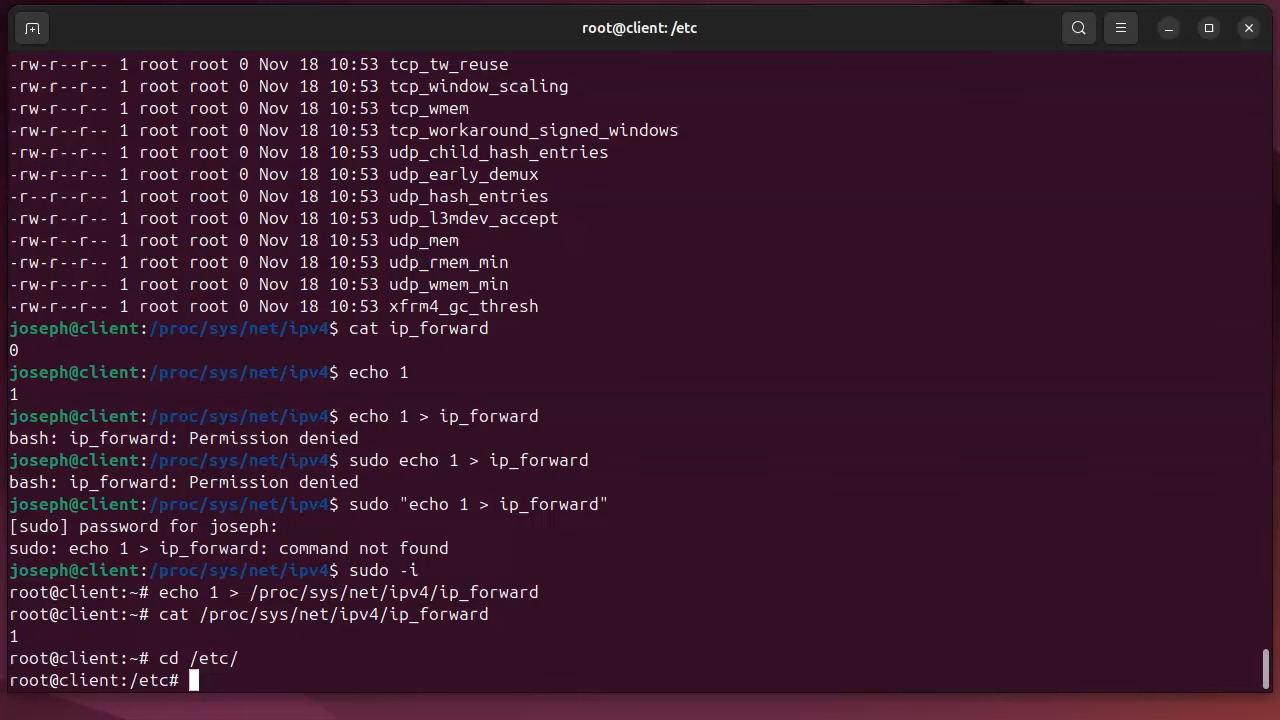 root@client: /etc
-rw-r--r-- 1 root root 0 Nov 18 10:53 tcp_tw_reuse
-rw-r--r-- 1 root root 0 Nov 18 10:53 tcp_window_scaling
-rw-r--r-- 1 root root 0 Nov 18 10:53 tcp_wmem
-rw-r--r-- 1 root root 0 Nov 18 10:53 tcp_workaround_signed_windows
-rw-r--r-- 1 root root 0 Nov 18 10:53 udp_child_hash_entries
-rw-r--r-- 1 root root 0 Nov 18 10:53 udp_early_demux
-r--r--r-- 1 root root 0 Nov 18 10:53 udp_hash_entries
-rw-r--r-- 1 root root 0 Nov 18 10:53 udp_l3mdev_accept
-rw-r--r-- 1 root root 0 Nov 18 10:53 udp_mem
-rw-r--r-- 1 root root 0 Nov 18 10:53 udp_rmem_min
-rw-r--r-- 1 root root 0 Nov 18 10:53 udp_wmem_min
-rw-r--r-- 1 root root 0 Nov 18 10:53 xfrm4_gc_thresh
joseph@client:/proc/sys/net/ipv4$ cat ip_forward
0
joseph@client:/proc/sys/net/ipv4$ echo 1
1
joseph@client:/proc/sys/net/ipv4$ echo 1 > ip_forward
bash: ip_forward: Permission denied
joseph@client:/proc/sys/net/ipv4$ sudo echo 1 > ip_forward
bash: ip_forward: Permission denied
joseph@client:/proc/sys/net/ipv4$ sudo "echo 1 > ip_forward"
[sudo] password for joseph:
sudo: echo 1 > ip_forward: command not found
joseph@client:/proc/sys/net/ipv4$ sudo -i
root@client:~# echo 1 > /proc/sys/net/ipv4/ip_forward
root@client:~# cat /proc/sys/net/ipv4/ip_forward
1
root@client:~# cd /etc/
root@client:/etc#